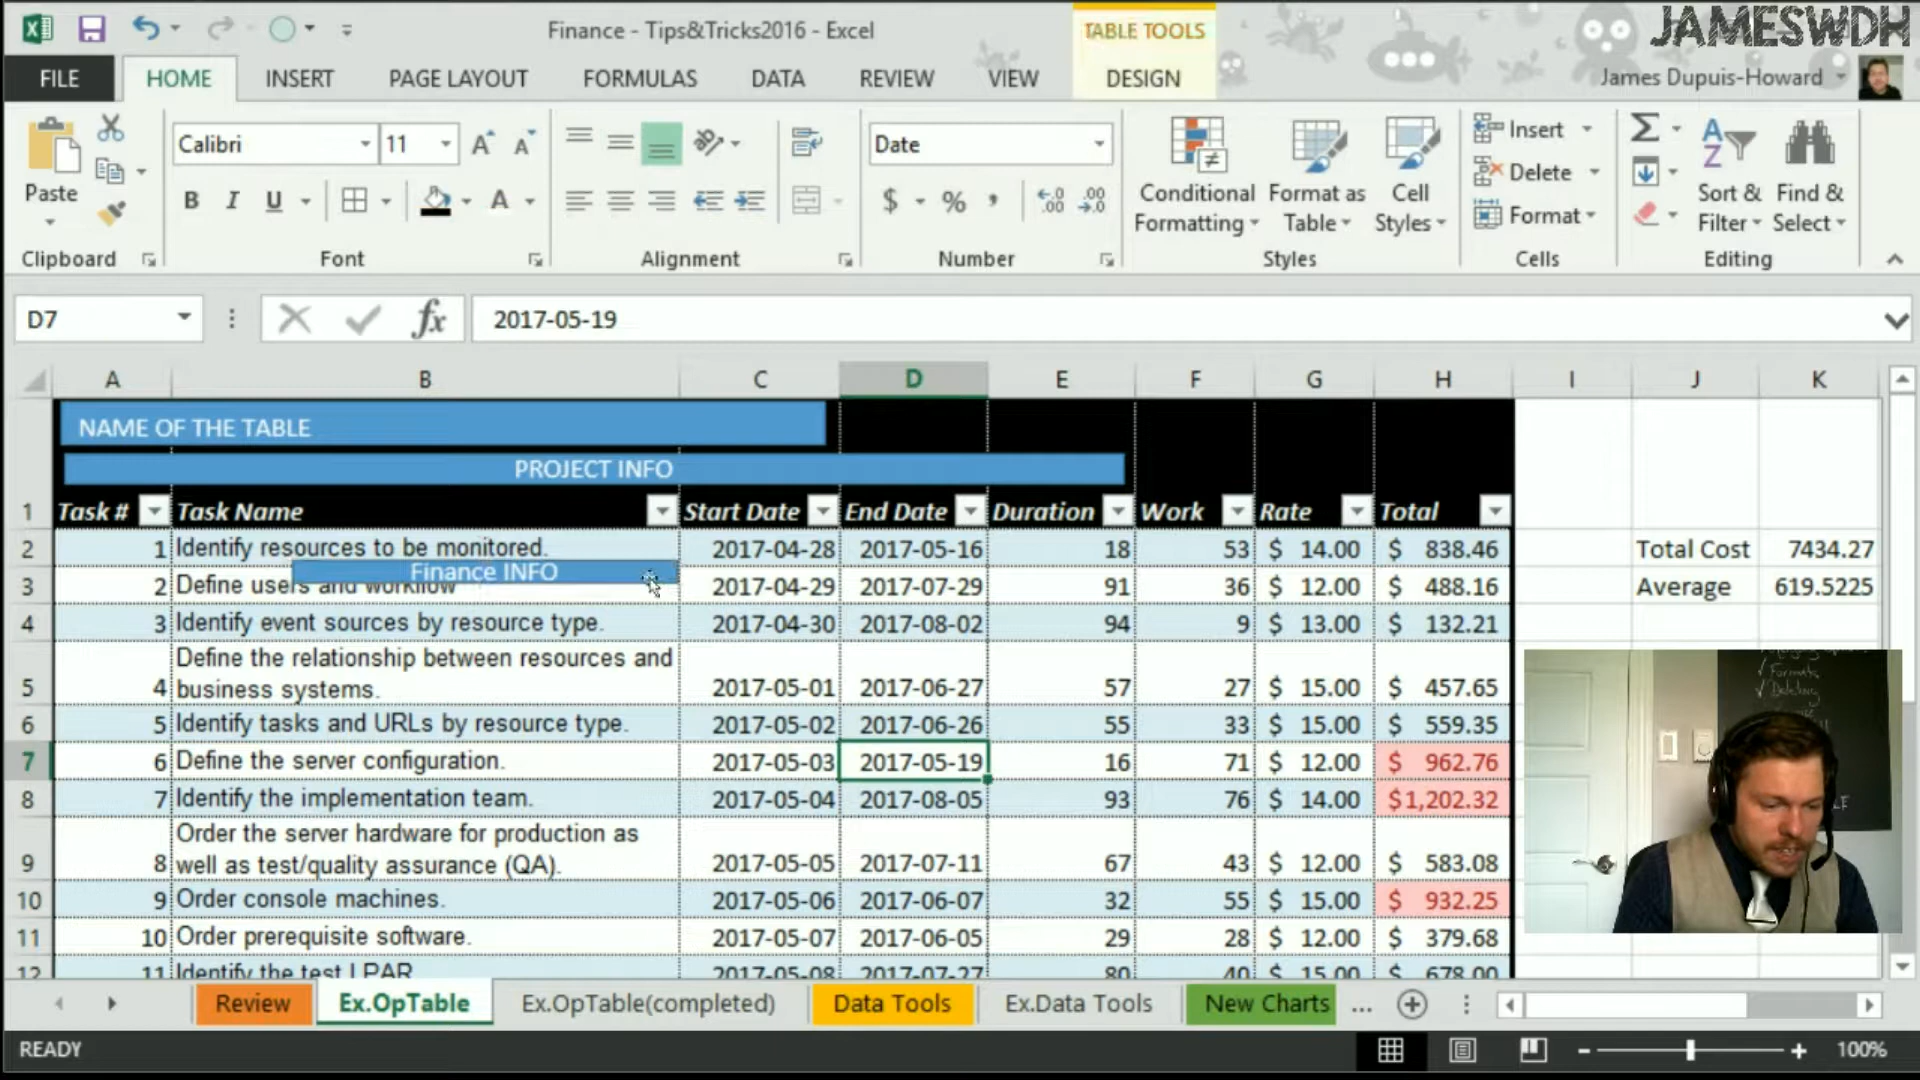 Finance - Tips&Tricks2016 - Excel
TABLE TOOLS
JAMESWDH
FILE HOME INSERT PAGE LAYOUT FORMULAS DATA REVIEW VIEW DESIGN James Dupuis-Howard
Calibri 11 Date
Insert
Delete
Format
Paste
B I U A $ %
Conditional Formatting
Format as Table
Cell Styles
Sort & Filter
Find & Select
Clipboard Font Alignment Number Styles Cells Editing
D7 fx 2017-05-19
A B C D E F G H I J K
NAME OF THE TABLE
PROJECT INFO
1 Task # Task Name Start Date End Date Duration Work Rate Total
2 1 Identify resources to be monitored. 2017-04-28 2017-05-16 18 53 $ 14.00 $ 838.46 Total Cost 7434.27
Finance INFO
3 2 Define users and workflow 2017-04-29 2017-07-29 91 36 $ 12.00 $ 488.16 Average 619.5225
4 3 Identify event sources by resource type. 2017-04-30 2017-08-02 94 9 $ 13.00 $ 132.21
Define the relationship between resources and
5 4 business systems. 2017-05-01 2017-06-27 57 27 $ 15.00 $ 457.65
6 5 Identify tasks and URLs by resource type. 2017-05-02 2017-06-26 55 33 $ 15.00 $ 559.35
7 6 Define the server configuration. 2017-05-03 2017-05-19 16 71 $ 12.00 $ 962.76
8 7 Identify the implementation team. 2017-05-04 2017-08-05 93 76 $ 14.00 $1,202.32
Order the server hardware for production as
9 8 well as test/quality assurance (QA). 2017-05-05 2017-07-11 67 43 $ 12.00 $ 583.08
10 9 Order console machines. 2017-05-06 2017-06-07 32 55 $ 15.00 $ 932.25
11 10 Order prerequisite software. 2017-05-07 2017-06-05 29 28 $ 12.00 $ 379.68
12 11 Identify the test LPAR 2017-05-08 2017-07-27 80 40 $ 15.00 $ 678.00
✓ Formats
Review Ex.OpTable Ex.OpTable(completed) Data Tools Ex.Data Tools New Charts ...
READY 100%